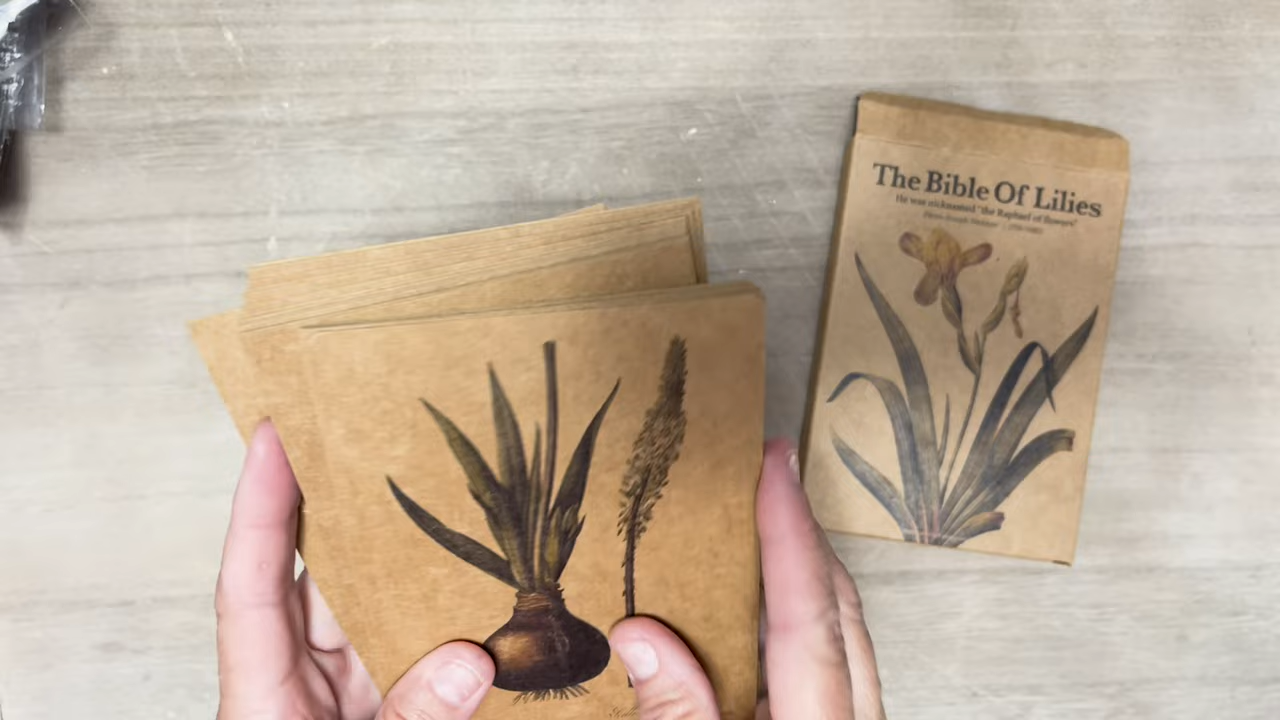 The Bible Of Lilies
He was nicknamed "the Raphael of flowers"